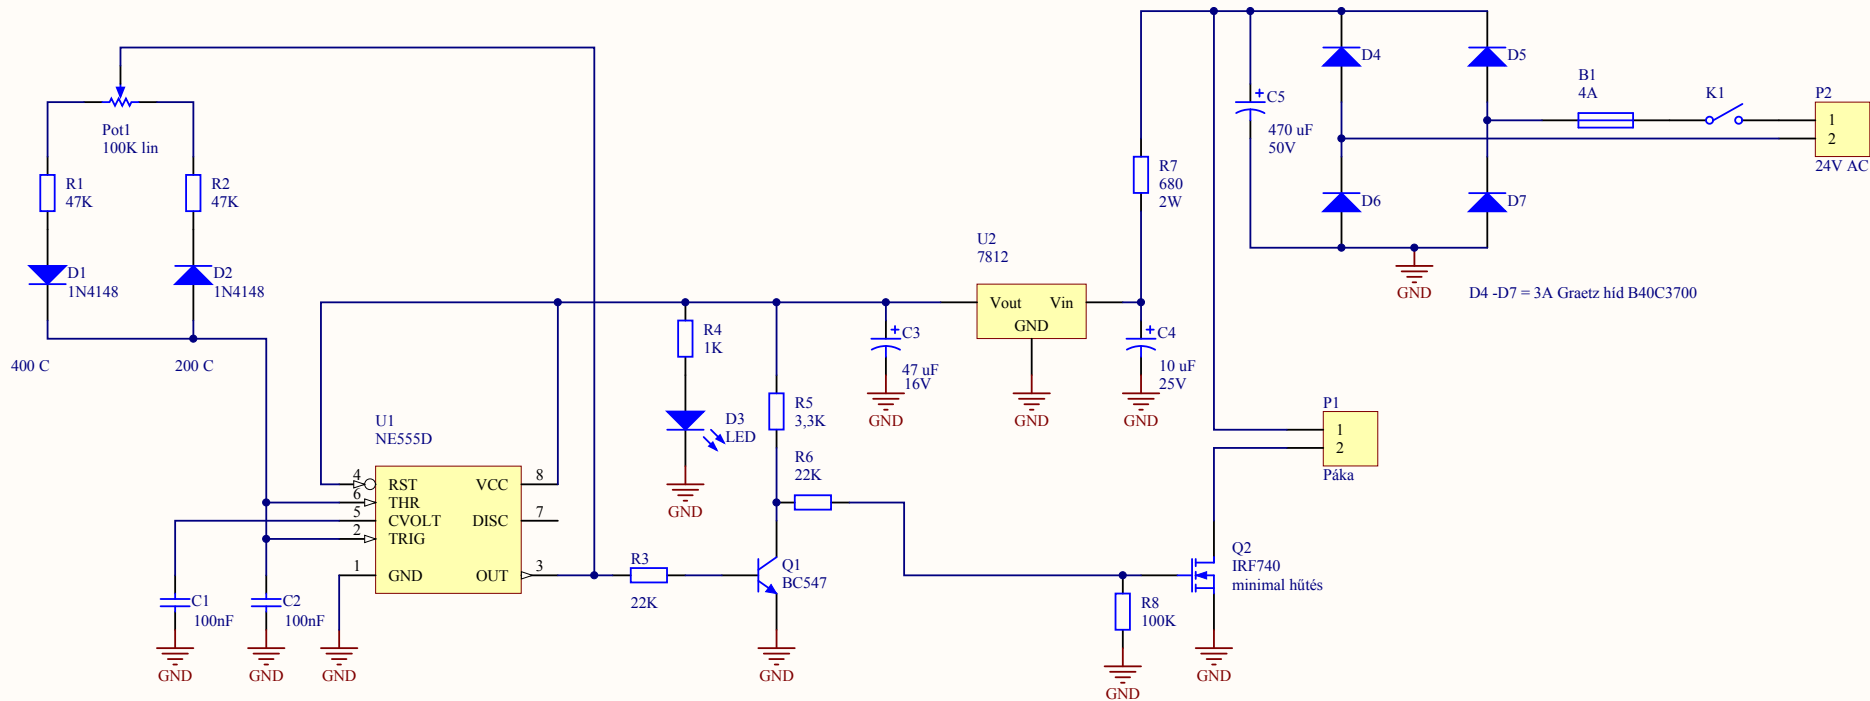 Pot1
100K lin
R1
47K
R2
47K
D1
1N4148
D2
1N4148
400 C
200 C
U1
NE555D
4
RST
6
THR
5
CVOLT
2
TRIG
1
GND
VCC
8
DISC
7
OUT
3
C1
100nF
GND
C2
100nF
GND
GND
R3
22K
R4
1K
D3
LED
GND
R5
3,3K
R6
22K
Q1
BC547
GND
C3
+
47 uF
16V
GND
U2
7812
Vout
Vin
GND
GND
R7
680
2W
C4
+
10 uF
25V
GND
C5
+
470 uF
50V
D4
D5
D6
D7
GND
D4 -D7 = 3A Graetz híd B40C3700
B1
4A
K1
P2
1
2
24V AC
P1
1
2
Páka
Q2
IRF740
minimal hűtés
R8
100K
GND
GND